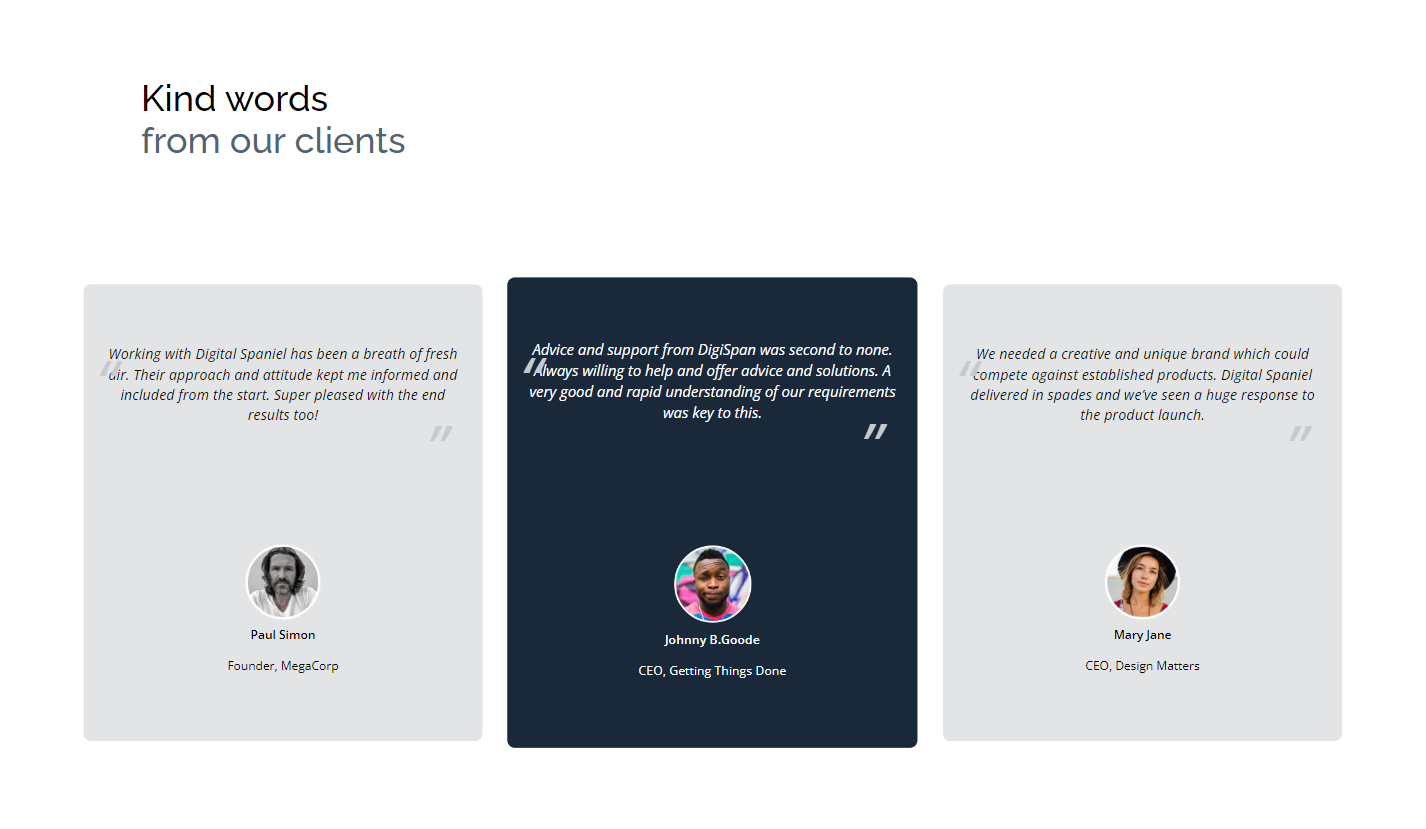 Kind words
from our clients
Working with Digital Spaniel has been a breath of fresh
air. Their approach and attitude kept me informed and
included from the start. Super pleased with the end
results too!
"
"
Paul Simon
Founder, MegaCorp
Advice and support from DigiSpan was second to none.
Always willing to help and offer advice and solutions. A
very good and rapid understanding of our requirements
was key to this.
"
"
Johnny B.Goode
CEO, Getting Things Done
We needed a creative and unique brand which could
compete against established products. Digital Spaniel
delivered in spades and we've seen a huge response to
the product launch.
"
"
Mary Jane
CEO, Design Matters